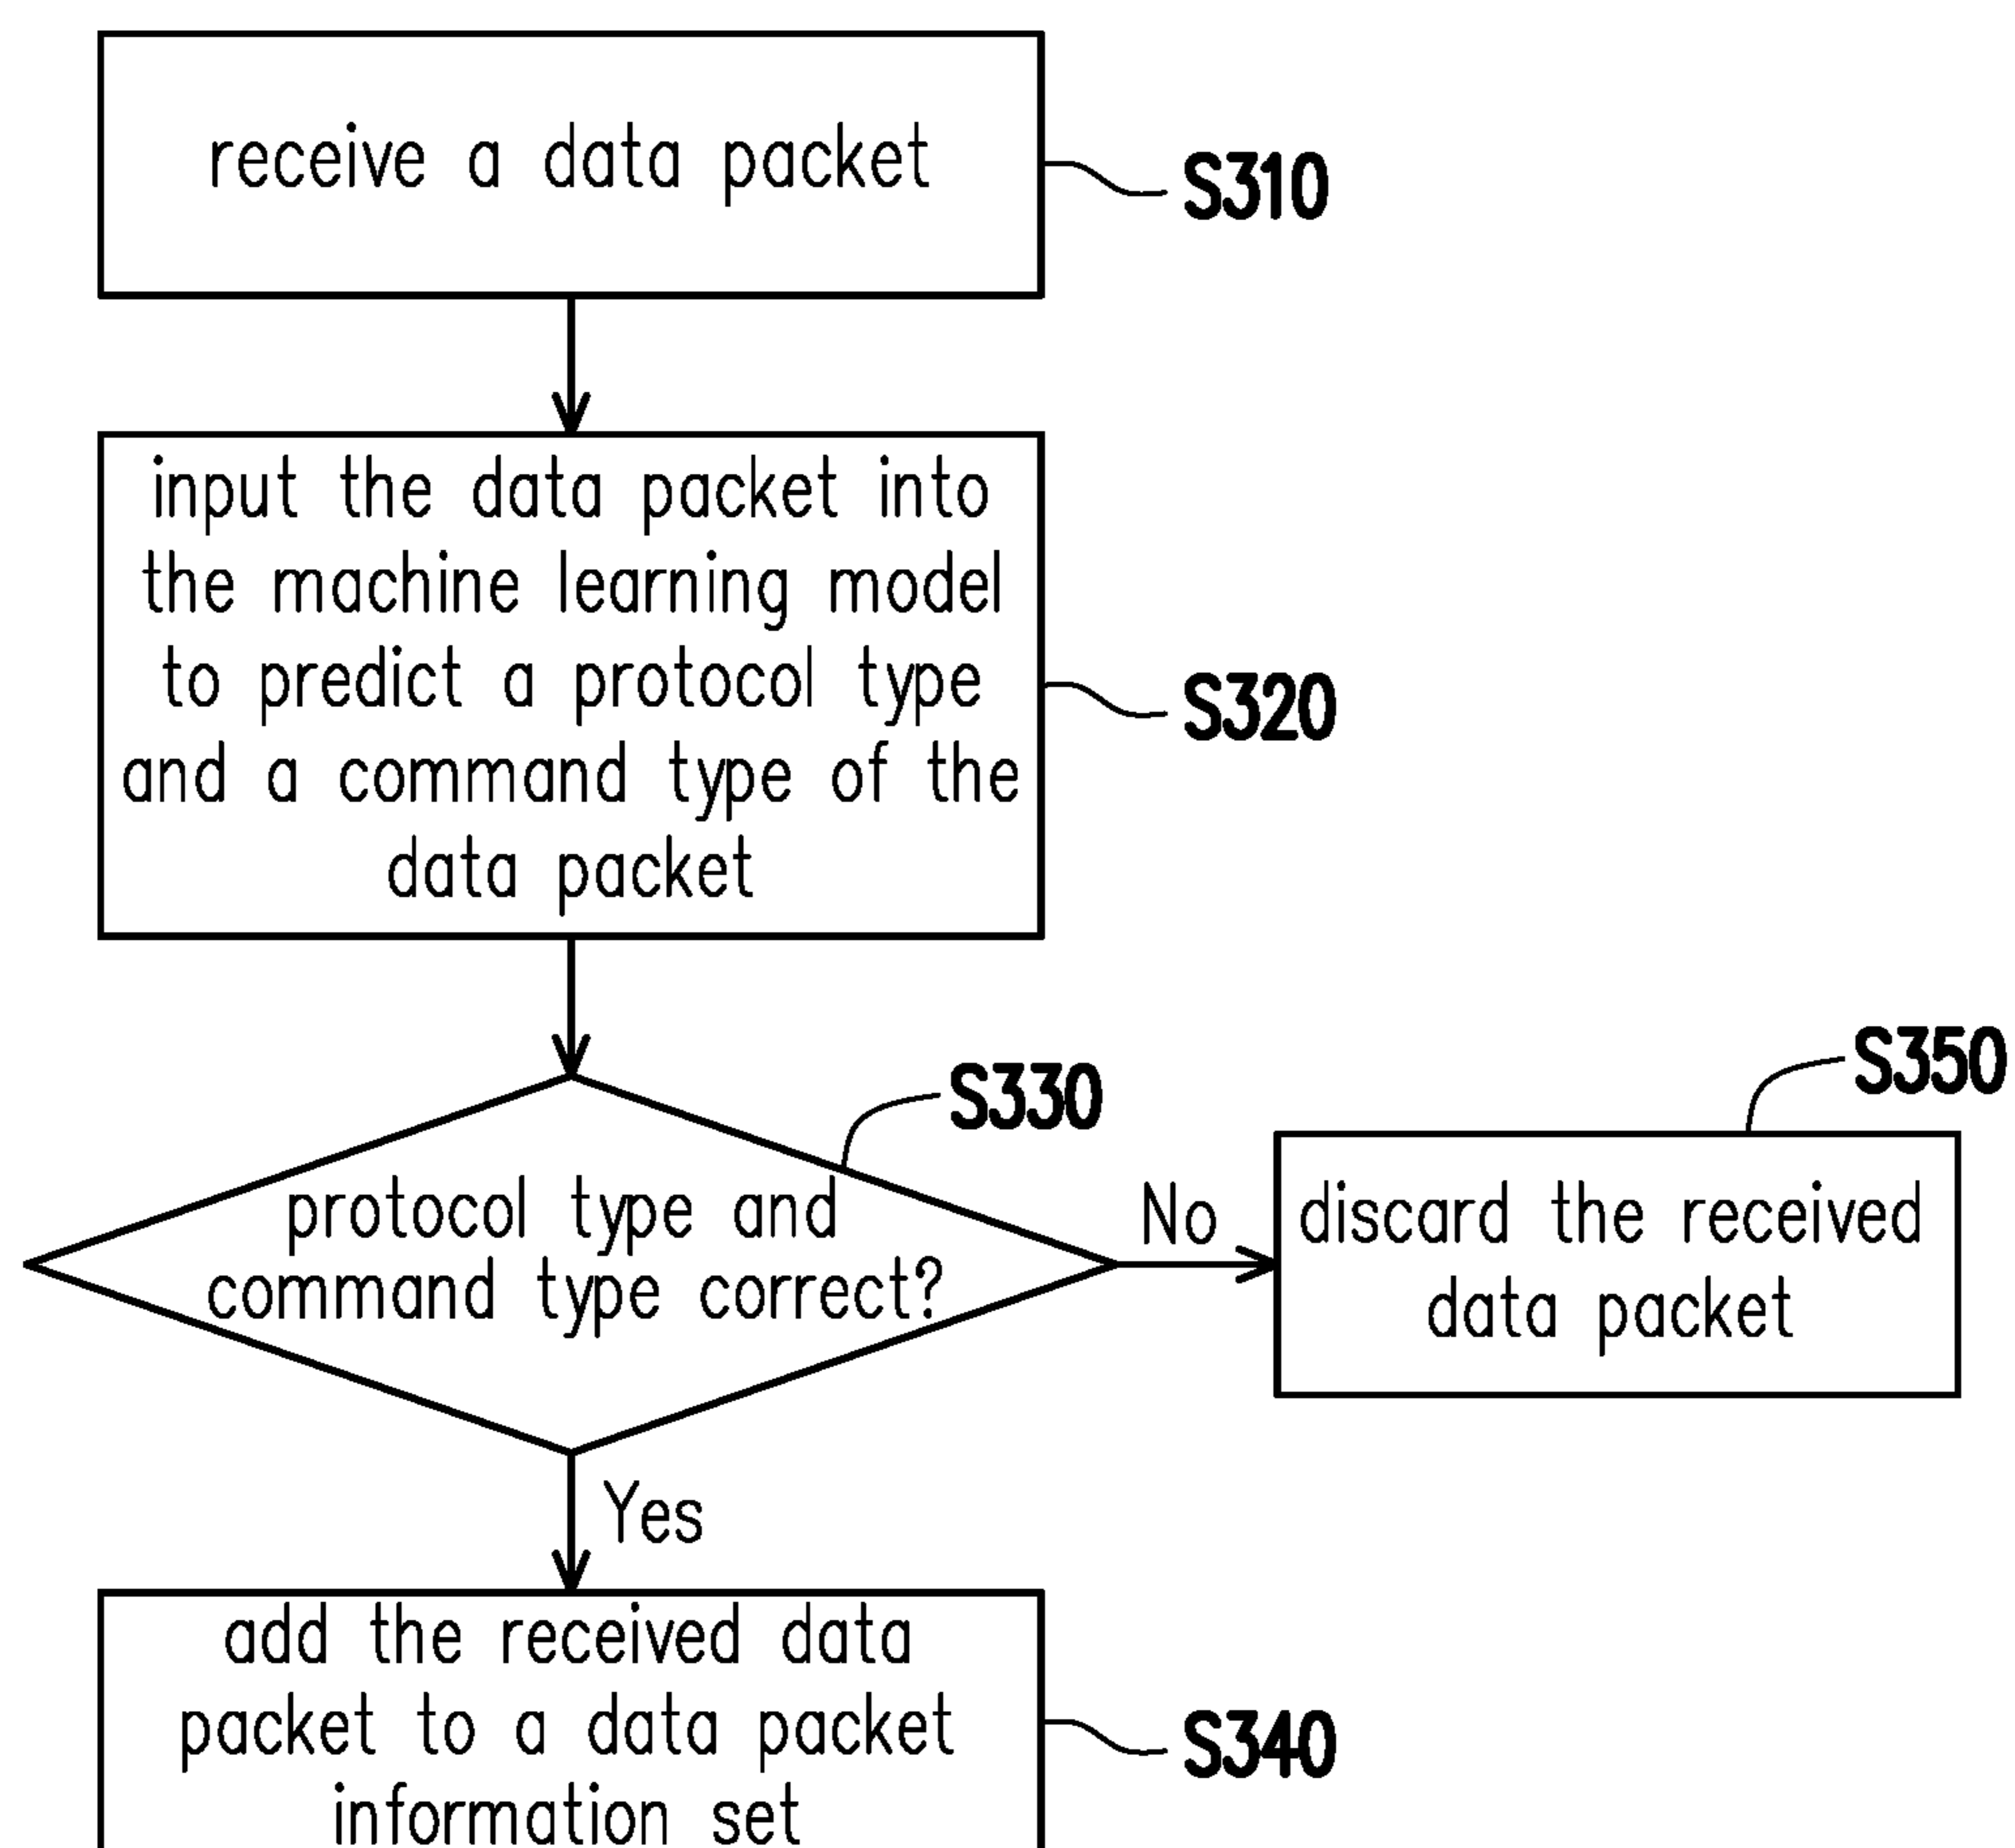 receive a data packet
S310
input the data packet into
the machine learning model
to predict a protocol type
and a command type of the
data packet
S320
protocol type and
command type correct?
S330
No
discard the received
data packet
S350
Yes
add the received data
packet to a data packet
information set
S340